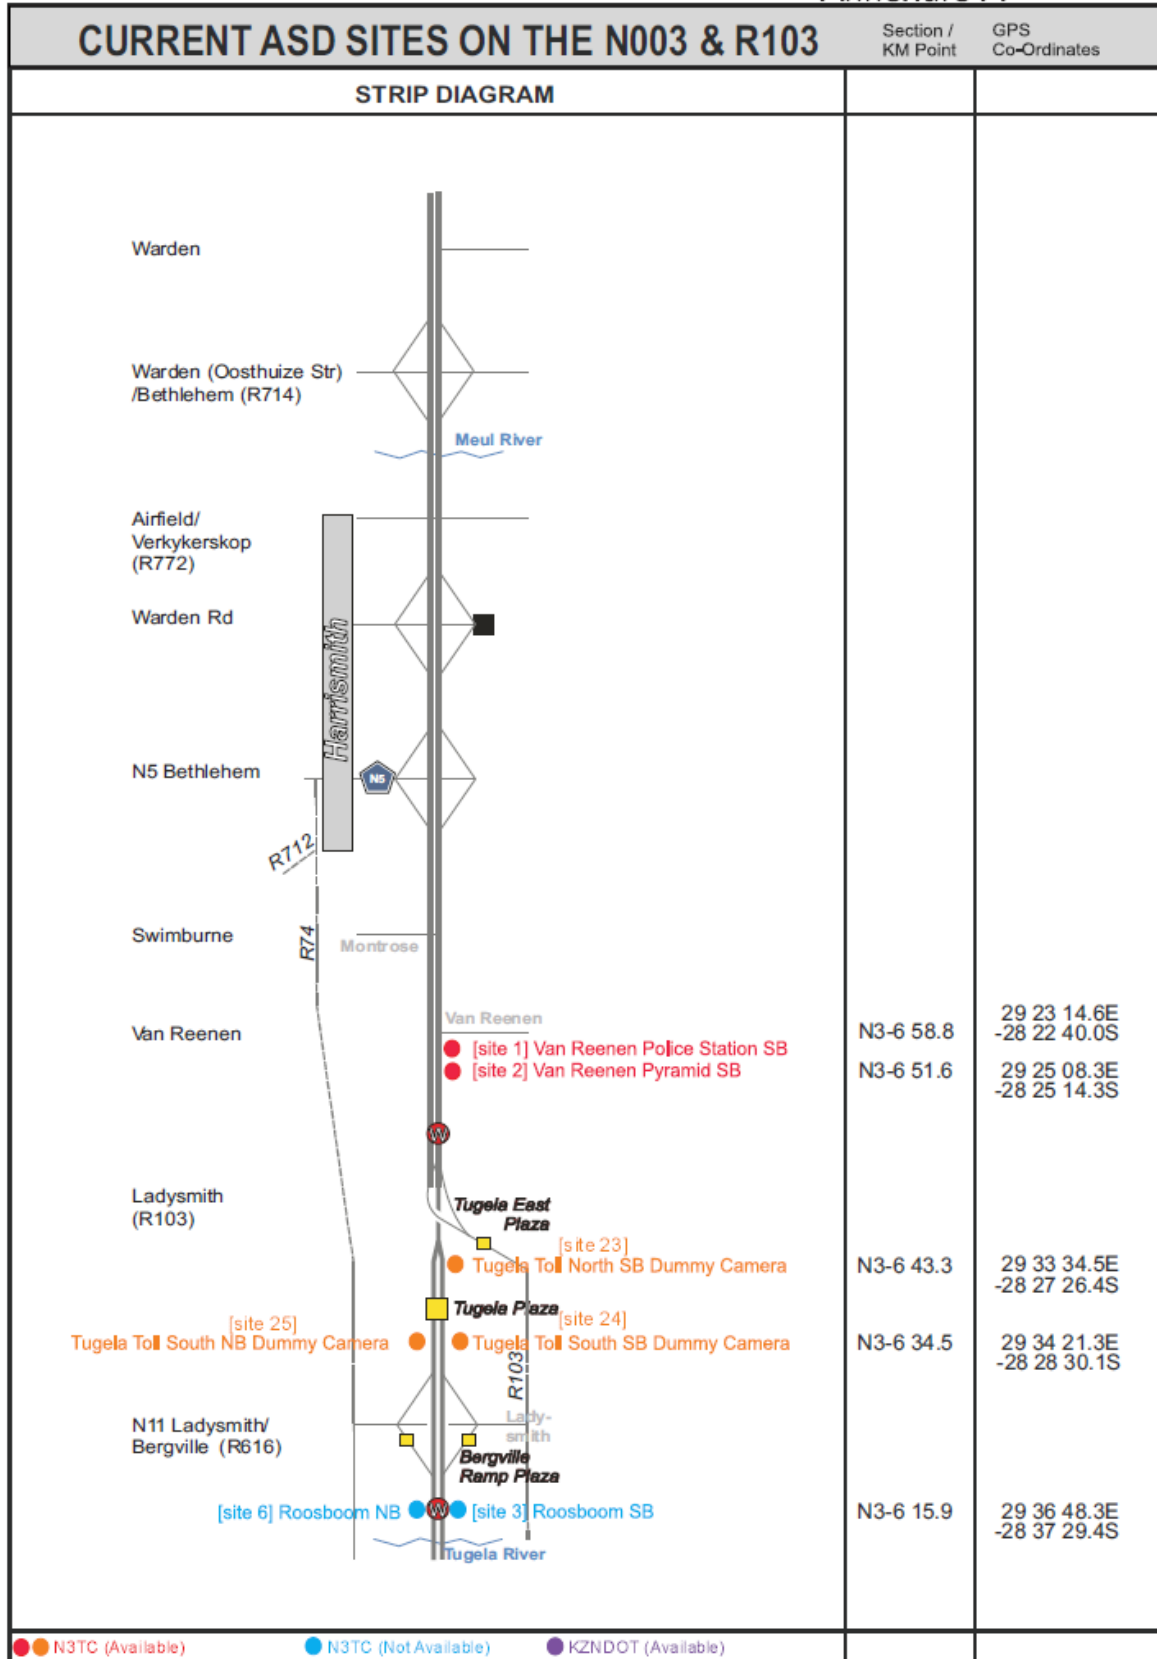 CURRENT ASD SITES ON THE N003 & R103
Section /
KM Point
GPS
Co-Ordinates
STRIP DIAGRAM
Warden
Warden (Oosthuize Str)
/Bethlehem (R714)
Meul River
Airfield/
Verkykerskop
(R772)
Warden Rd
Harrismith
N5 Bethlehem
N5
R712
Swimburne
R74
Montrose
Van Reenen
Van Reenen
[site 1] Van Reenen Police Station SB
N3-6 58.8
29 23 14.6E
-28 22 40.0S
[site 2] Van Reenen Pyramid SB
N3-6 51.6
29 25 08.3E
-28 25 14.3S
W
Ladysmith
(R103)
Tugela East
Plaza
[site 23]
Tugela Toll North SB Dummy Camera
N3-6 43.3
29 33 34.5E
-28 27 26.4S
Tugela Plaza
[site 25]
Tugela Toll South NB Dummy Camera
[site 24]
Tugela Toll South SB Dummy Camera
N3-6 34.5
29 34 21.3E
-28 28 30.1S
R103
N11 Ladysmith/
Bergville (R616)
Lady-
smith
Bergville
Ramp Plaza
[site 6] Roosboom NB
W
[site 3] Roosboom SB
N3-6 15.9
29 36 48.3E
-28 37 29.4S
Tugela River
N3TC (Available)
N3TC (Not Available)
KZNDOT (Available)